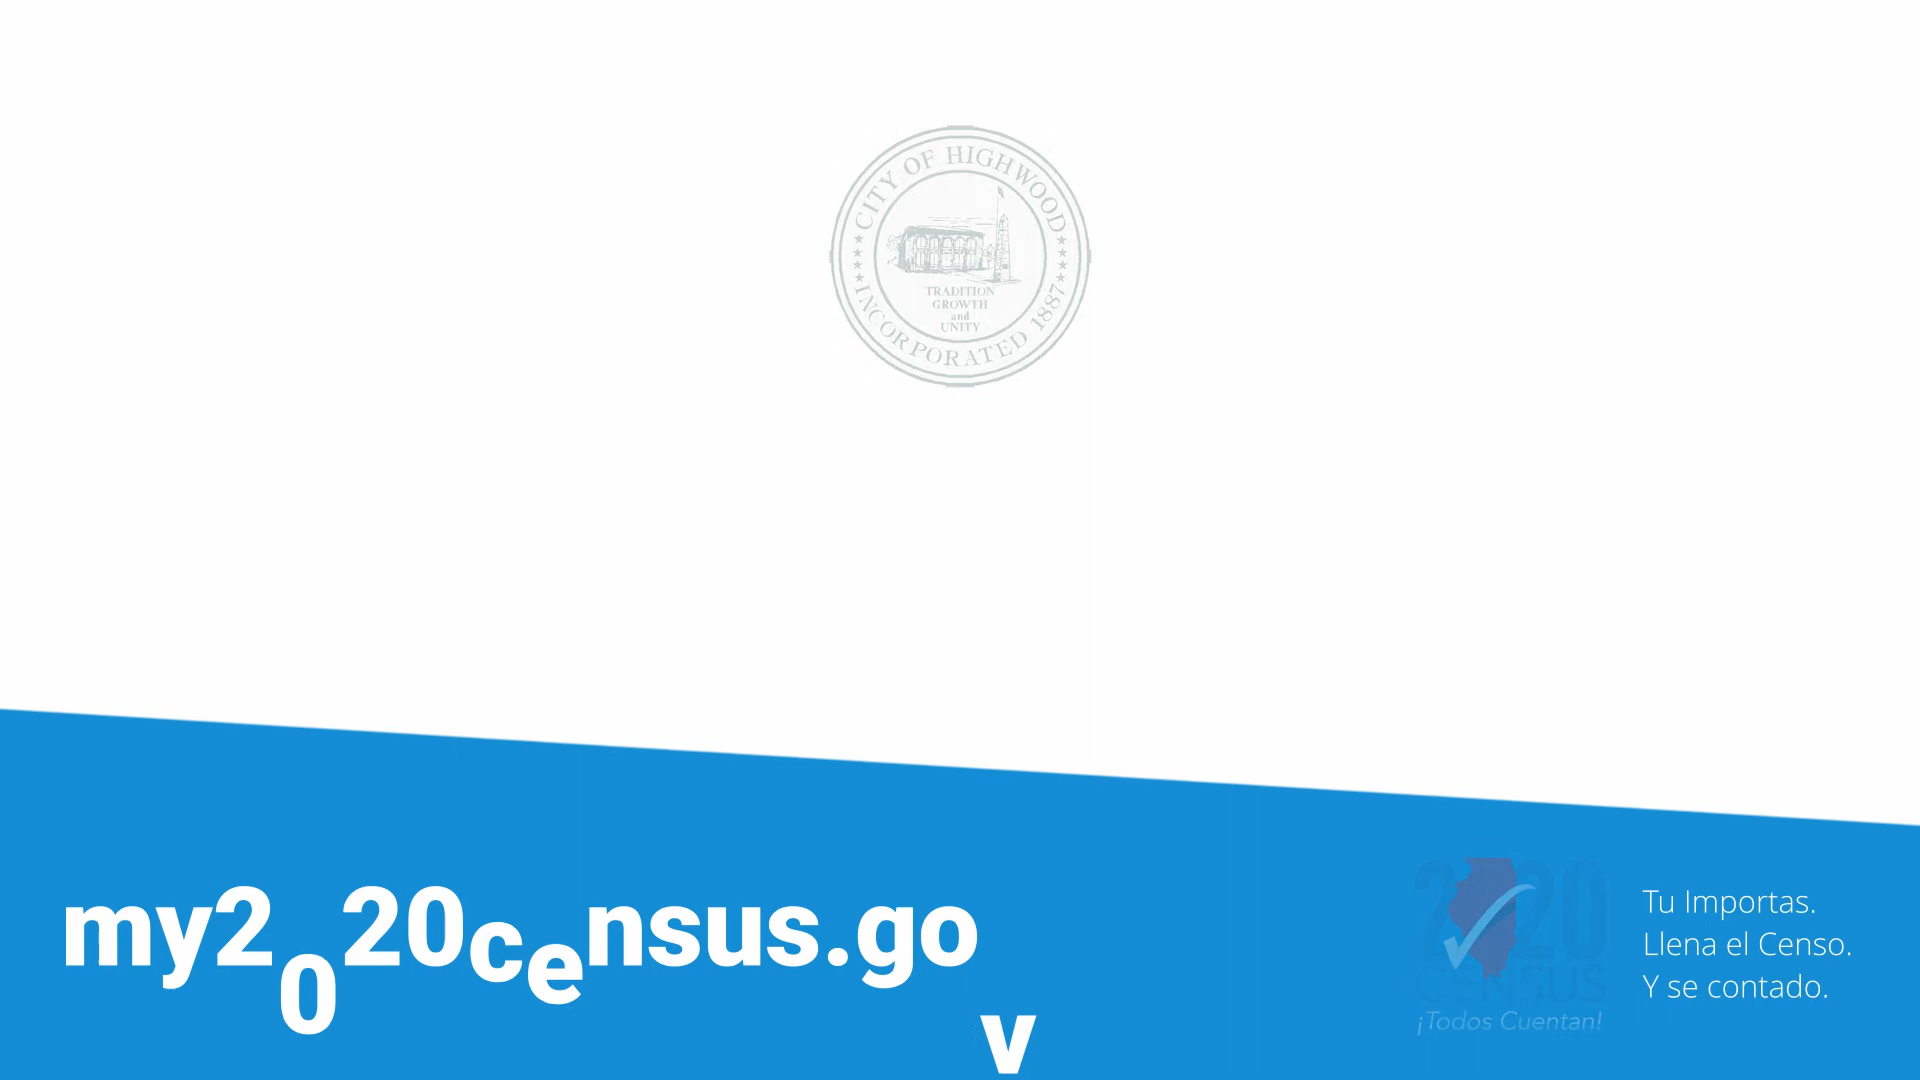 CITY OF HIGHWOOD
TRADITION
GROWTH
and
UNITY
INCORPORATED 1887
my2020census.gov
2020
CENSUS
¡Todos Cuentan!
Tu Importas.
Llena el Censo.
Y se contado.